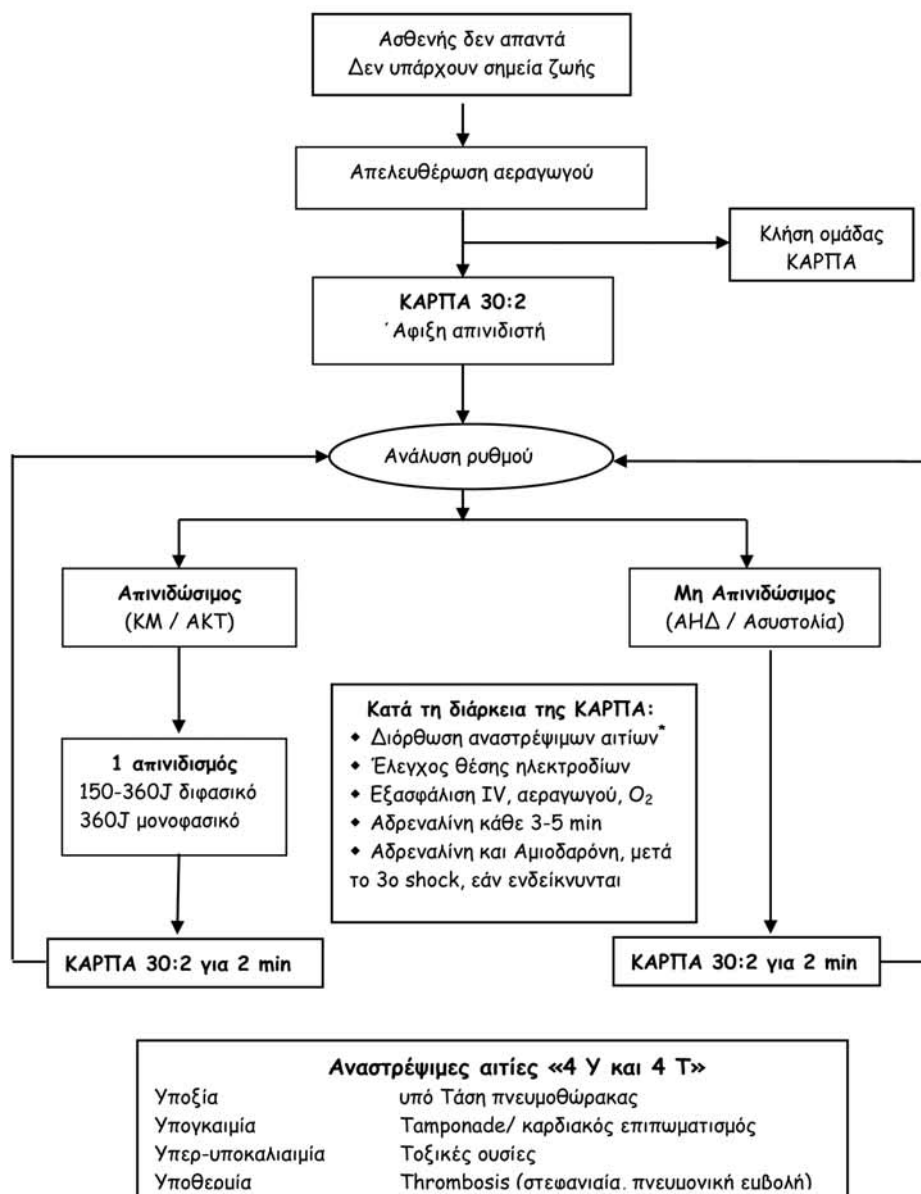 Ασθενής δεν απαντά
Δεν υπάρχουν σημεία ζωής
Απελευθέρωση αεραγωγού
Κλήση ομάδας
ΚΑΡΠΑ
ΚΑΡΠΑ 30:2
΄Αφιξη απινιδιστή
Ανάλυση ρυθμού
Απινιδώσιμος
(ΚΜ / ΑΚΤ)
Μη Απινιδώσιμος
(ΑΗΔ / Ασυστολία)
1 απινιδισμός
150-360J διφασικό
360J μονοφασικό
Κατά τη διάρκεια της ΚΑΡΠΑ:
◆ Διόρθωση αναστρέψιμων αιτίων*
◆ Έλεγχος θέσης ηλεκτροδίων
◆ Εξασφάλιση IV, αεραγωγού, O₂
◆ Αδρεναλίνη κάθε 3-5 min
◆ Αδρεναλίνη και Αμιοδαρόνη, μετά
το 3ο shock, εάν ενδείκνυνται
ΚΑΡΠΑ 30:2 για 2 min
ΚΑΡΠΑ 30:2 για 2 min
Αναστρέψιμες αιτίες «4 Υ και 4 Τ»
Υποξία υπό Τάση πνευμοθώρακας
Υπογκαιμία Tamponade/ καρδιακός επιπωματισμός
Υπερ-υποκαλιαιμία Τοξικές ουσίες
Υποθερμία Thrombosis (στεφανιαία, πνευμονική εμβολή)